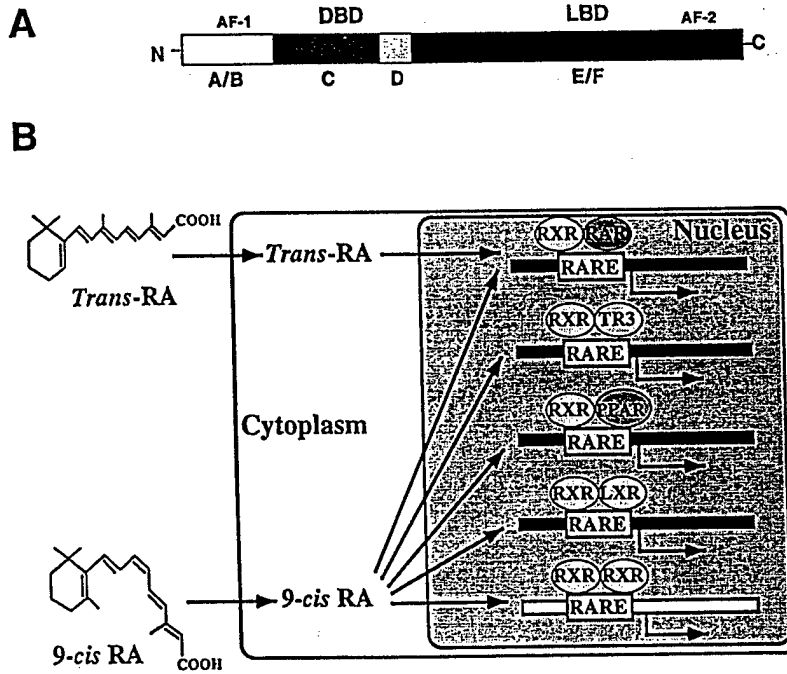 A
AF-1 DBD LBD AF-2
N C
A/B C D E/F
B
COOH
Trans-RA
Trans-RA
Cytoplasm
Nucleus
RXR RAR
RARE
RXR TR3
RARE
RXR PPAR
RARE
RXR LXR
RARE
RXR RXR
RARE
9-cis RA
9-cis RA
COOH